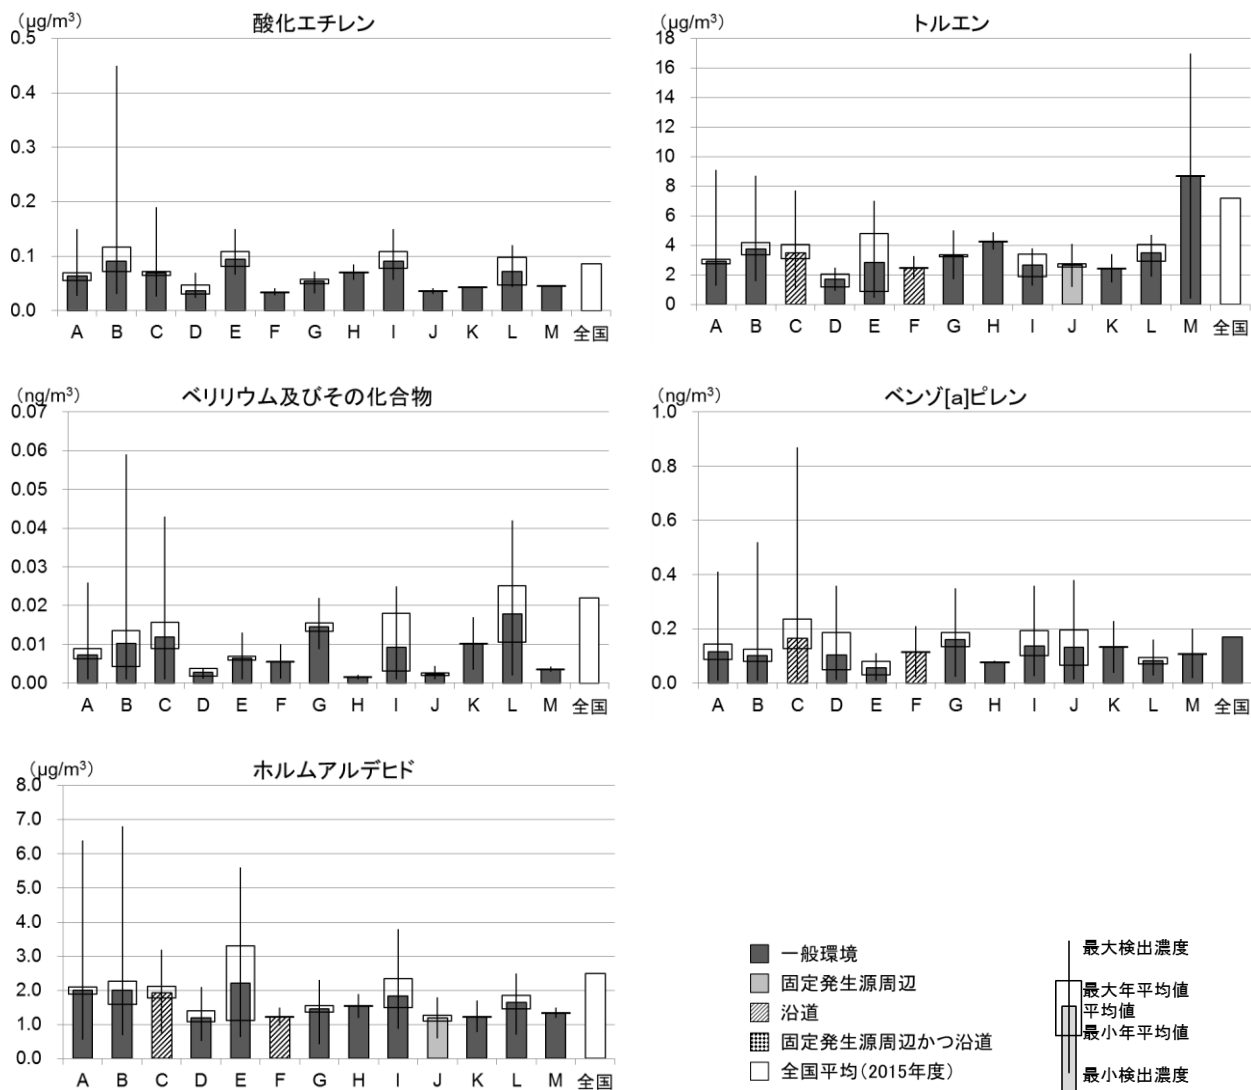 酸化エチレン
(μg/m³)
0.5
0.4
0.3
0.2
0.1
0.0
A B C D E F G H I J K L M 全国
トルエン
(μg/m³)
18
16
14
12
10
8
6
4
2
0
A B C D E F G H I J K L M 全国
ベリリウム及びその化合物
(ng/m³)
0.07
0.06
0.05
0.04
0.03
0.02
0.01
0.00
A B C D E F G H I J K L M 全国
ベンゾ[a]ピレン
(ng/m³)
1.0
0.8
0.6
0.4
0.2
0.0
A B C D E F G H I J K L M 全国
ホルムアルデヒド
(μg/m³)
8.0
7.0
6.0
5.0
4.0
3.0
2.0
1.0
0.0
A B C D E F G H I J K L M 全国
一般環境
固定発生源周辺
沿道
固定発生源周辺かつ沿道
全国平均(2015年度)
最大検出濃度
最大年平均値
平均値
最小年平均値
最小検出濃度